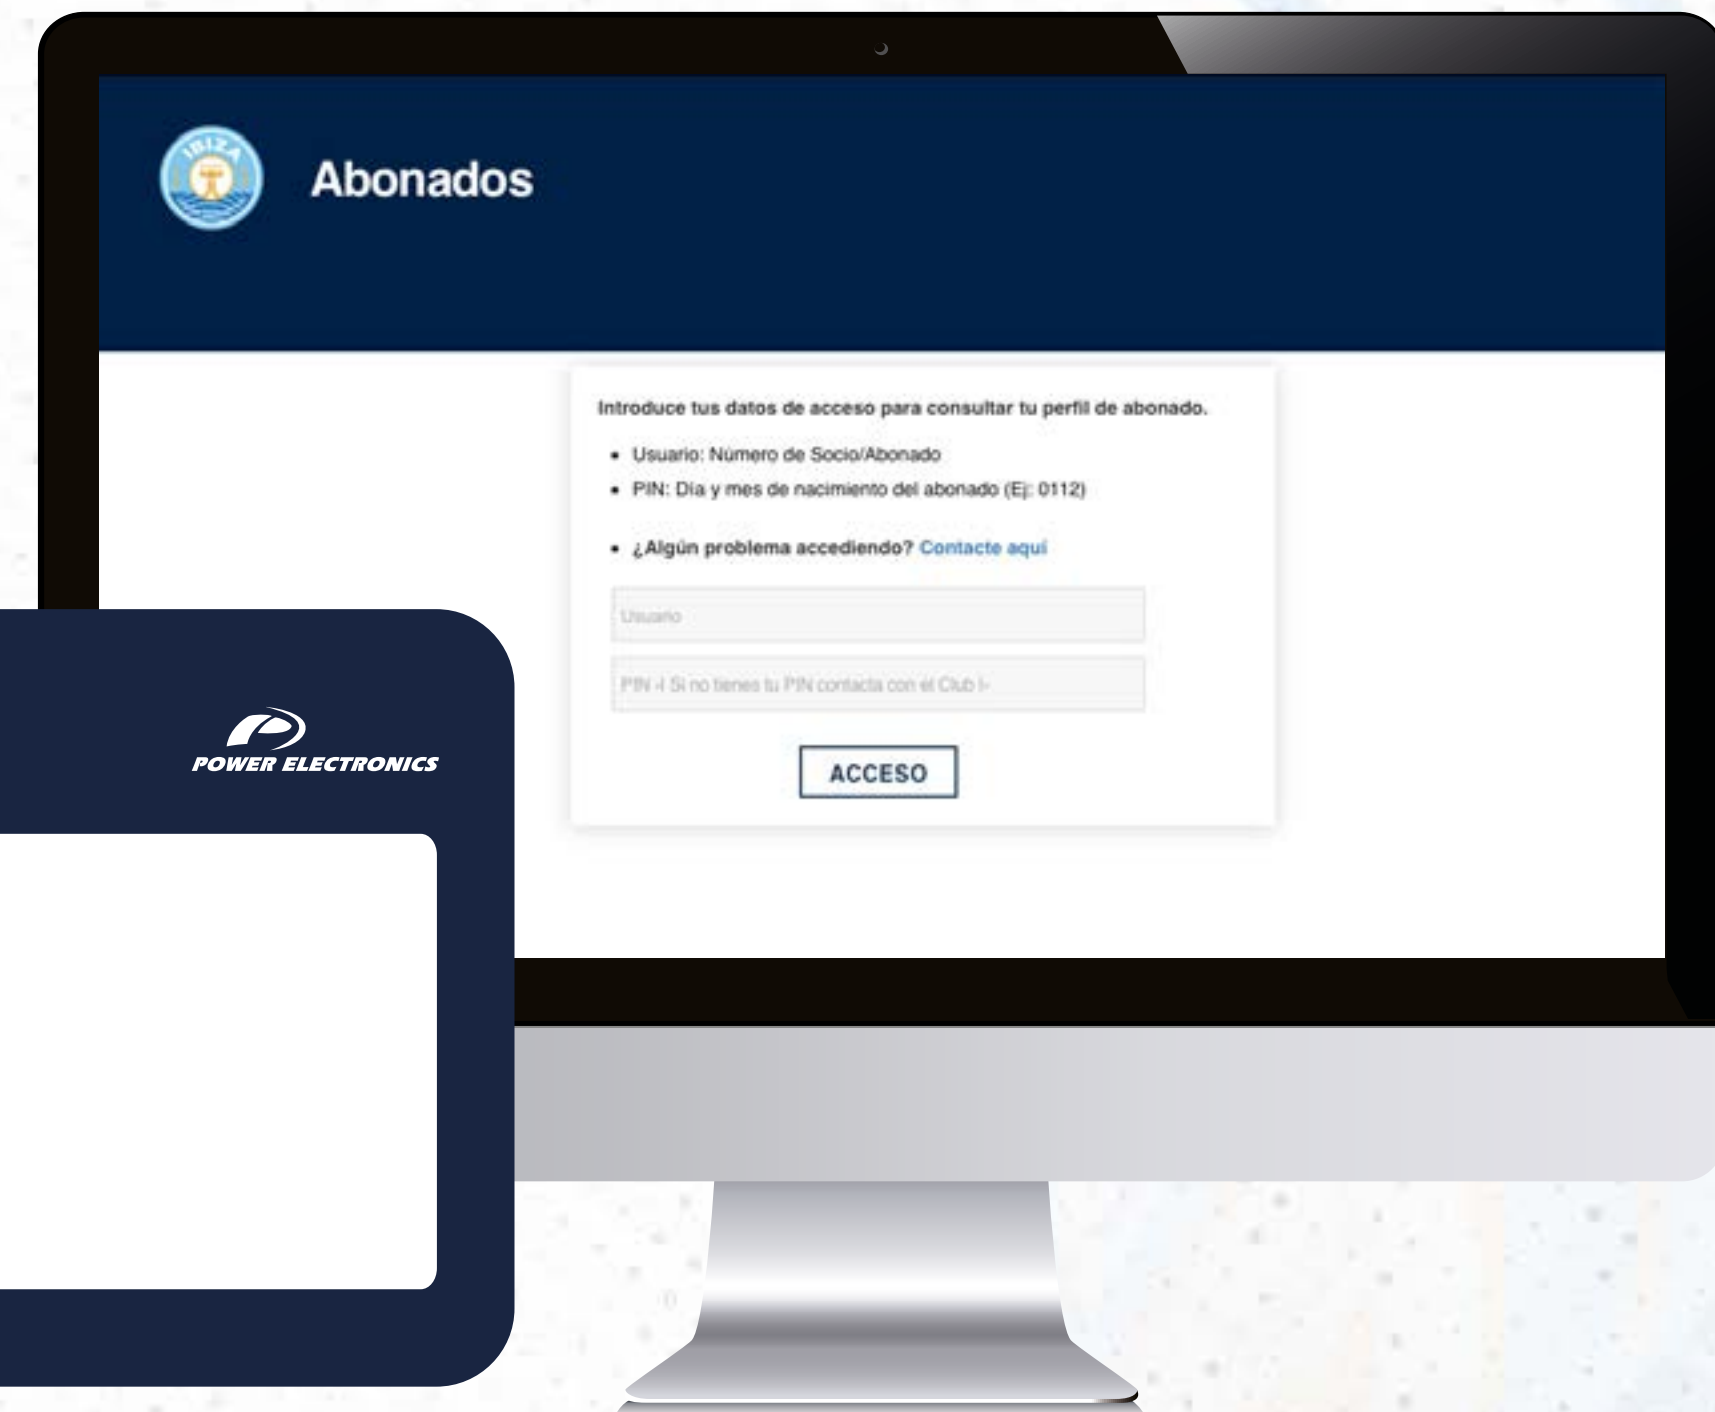 IBIZA
Abonados
Introduce tus datos de acceso para consultar tu perfil de abonado.
Usuario: Número de Socio/Abonado
PIN: Día y mes de nacimiento del abonado (Ej: 0112)
¿Algún problema accediendo? Contacte aquí
Usuario
PIN -| Si no tienes tu PIN contacta con el Club |-
ACCESO
POWER ELECTRONICS